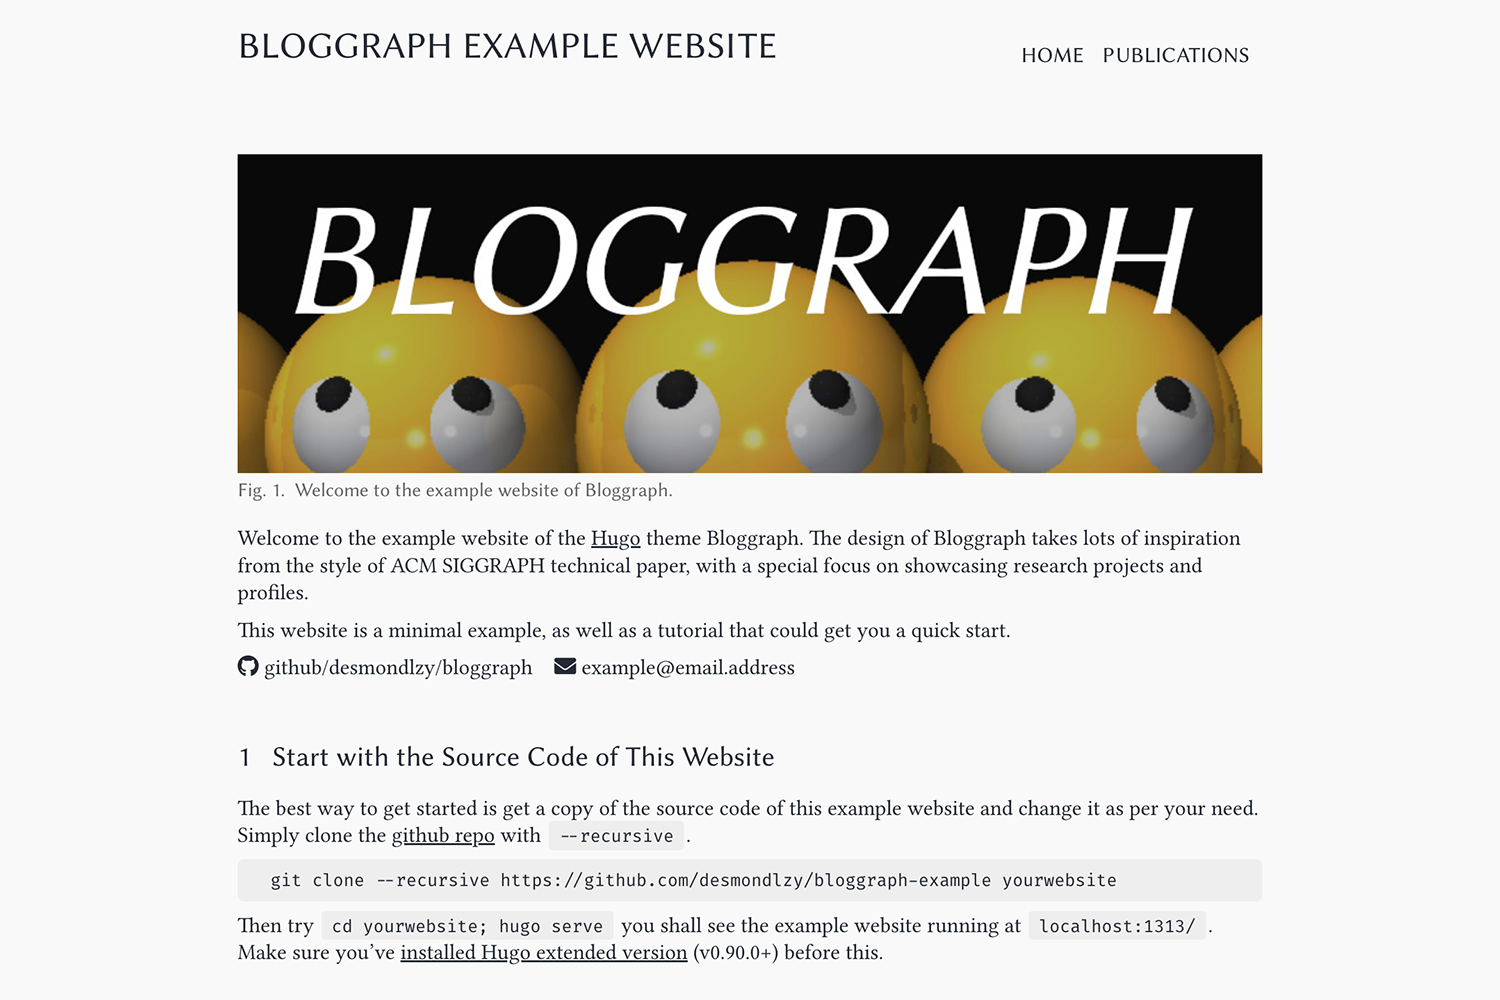 BLOGGRAPH EXAMPLE WEBSITE
HOME PUBLICATIONS
BLOGGRAPH
Fig. 1. Welcome to the example website of Bloggraph.
Welcome to the example website of the Hugo theme Bloggraph. The design of Bloggraph takes lots of inspiration
from the style of ACM SIGGRAPH technical paper, with a special focus on showcasing research projects and
profiles.
This website is a minimal example, as well as a tutorial that could get you a quick start.
github/desmondlzy/bloggraph example@email.address
1 Start with the Source Code of This Website
The best way to get started is get a copy of the source code of this example website and change it as per your need.
Simply clone the github repo with --recursive .
git clone --recursive https://github.com/desmondlzy/bloggraph-example yourwebsite
Then try cd yourwebsite; hugo serve you shall see the example website running at localhost:1313/ .
Make sure you’ve installed Hugo extended version (v0.90.0+) before this.